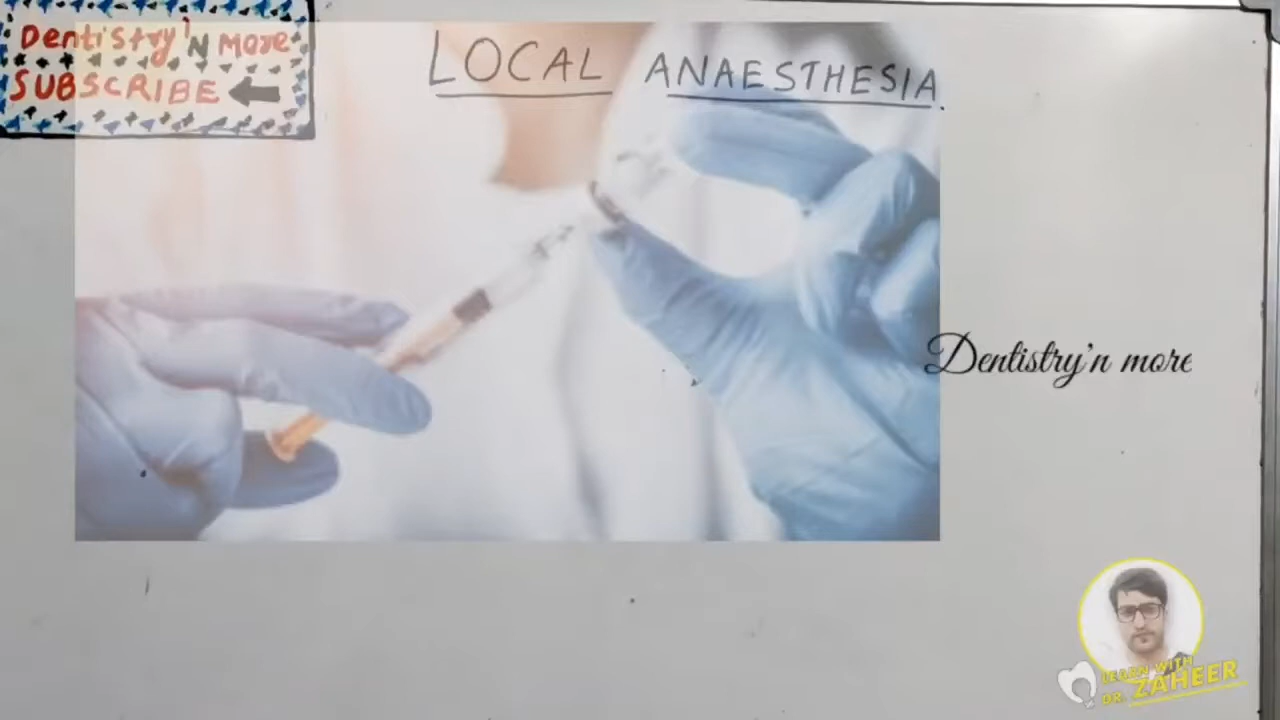 Dentistry'N More
SUBSCRIBE
LOCAL ANAESTHESIA.
Dentistry'n more
LEARN WITH
DR. ZAHEER